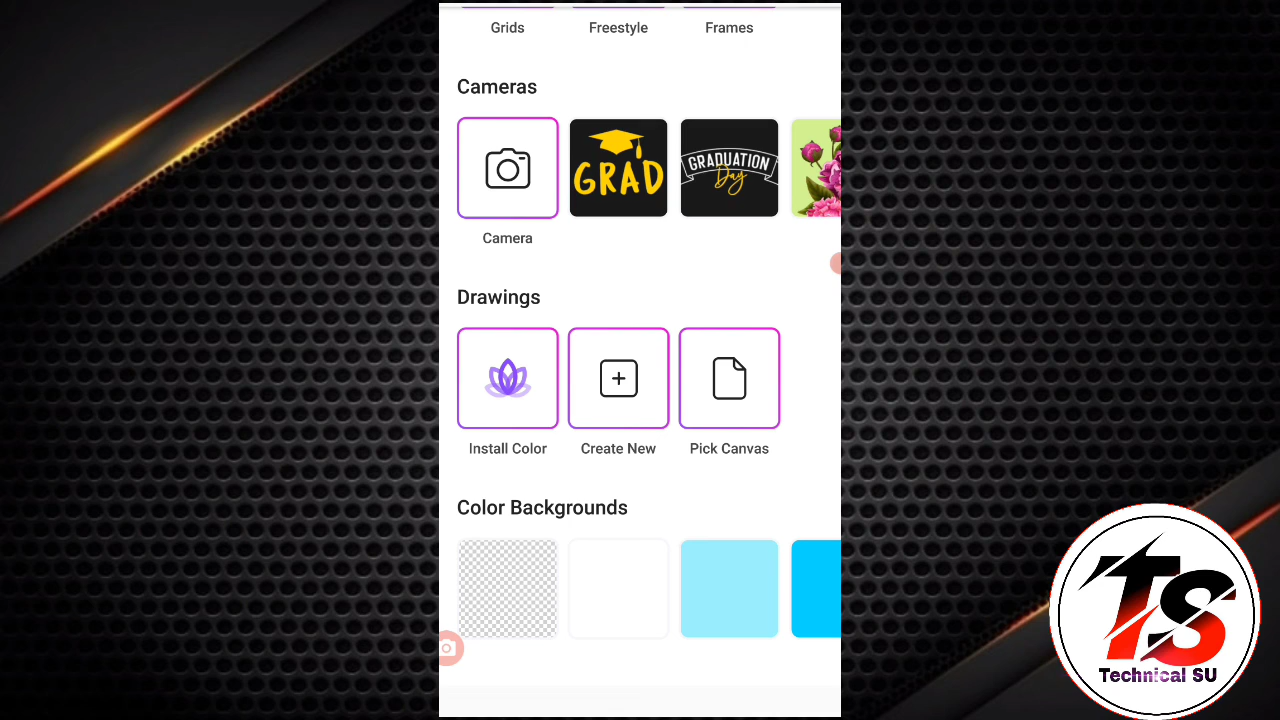 Grids Freestyle Frames
Cameras
GRAD
GRADUATION
Day
Camera
Drawings
Install Color Create New Pick Canvas
Color Backgrounds
TS
Technical SU